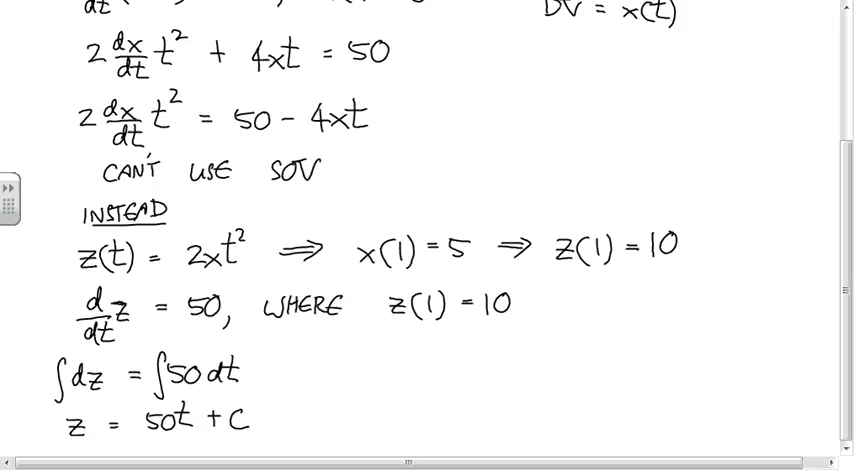 DV = x(t)
2 dx/dt t² + 4xt = 50
2 dx/dt t² = 50 - 4xt
CAN'T USE SOV
INSTEAD
z(t) = 2xt² ⇒ x(1) = 5 ⇒ z(1) = 10
d/dt z = 50, WHERE z(1) = 10
∫dz = ∫50 dt
z = 50t + C